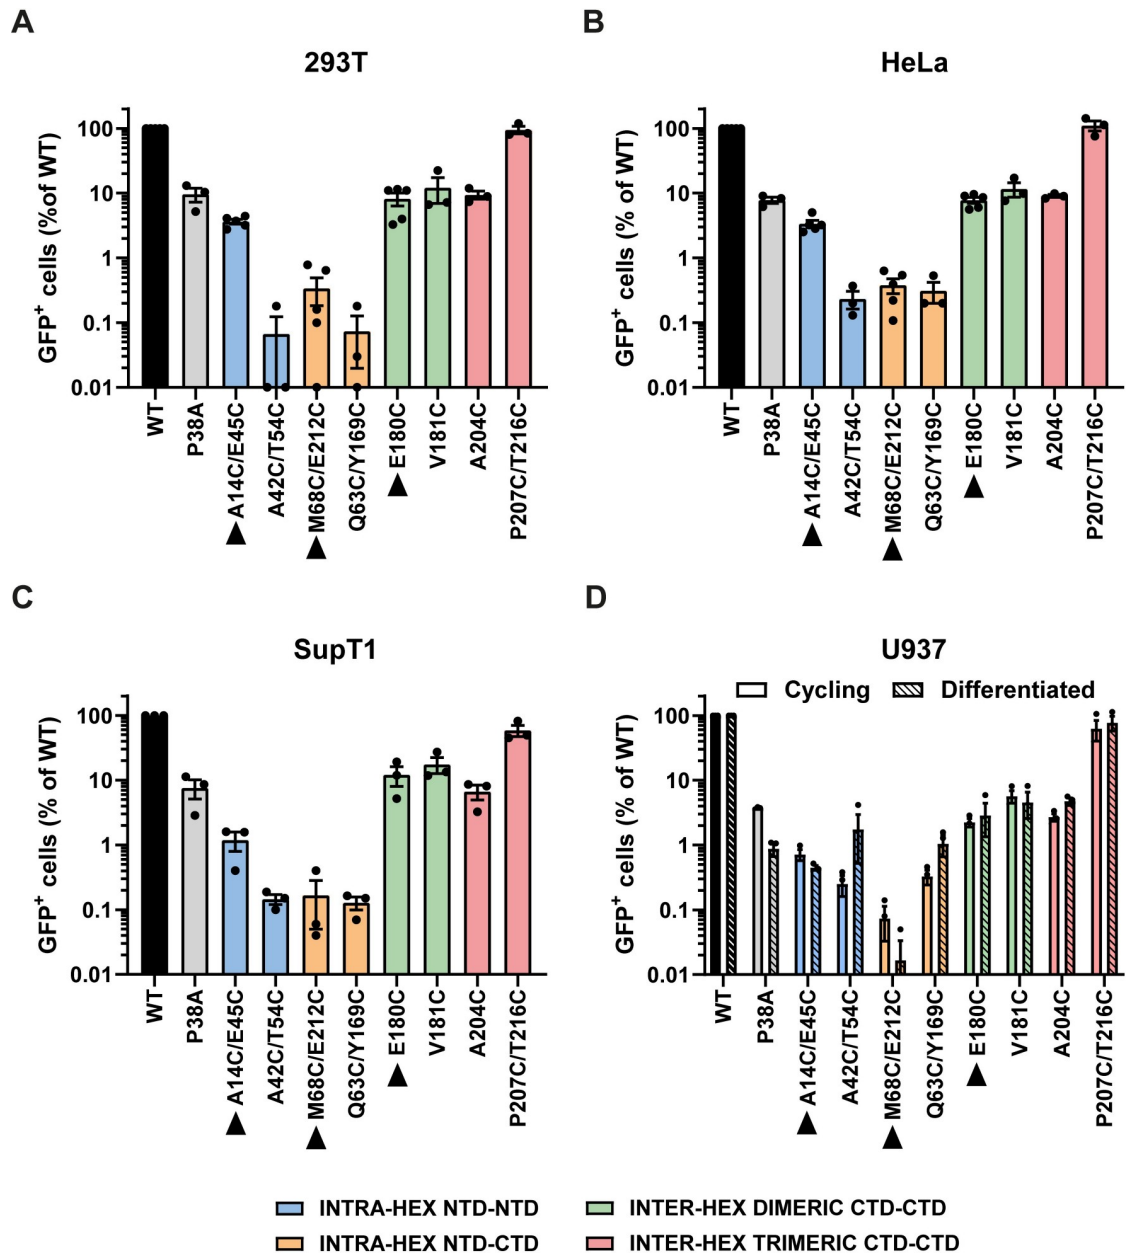 A
293T
GFP+ cells (%of WT)
100
10
1
0.1
0.01
WT
P38A
A14C/E45C
A42C/T54C
M68C/E212C
Q63C/Y169C
E180C
V181C
A204C
P207C/T216C
B
HeLa
GFP+ cells (% of WT)
100
10
1
0.1
0.01
WT
P38A
A14C/E45C
A42C/T54C
M68C/E212C
Q63C/Y169C
E180C
V181C
A204C
P207C/T216C
C
SupT1
GFP+ cells (% of WT)
100
10
1
0.1
0.01
WT
P38A
A14C/E45C
A42C/T54C
M68C/E212C
Q63C/Y169C
E180C
V181C
A204C
P207C/T216C
D
U937
Cycling
Differentiated
GFP+ cells (% of WT)
100
10
1
0.1
0.01
WT
P38A
A14C/E45C
A42C/T54C
M68C/E212C
Q63C/Y169C
E180C
V181C
A204C
P207C/T216C
INTRA-HEX NTD-NTD
INTER-HEX DIMERIC CTD-CTD
INTRA-HEX NTD-CTD
INTER-HEX TRIMERIC CTD-CTD